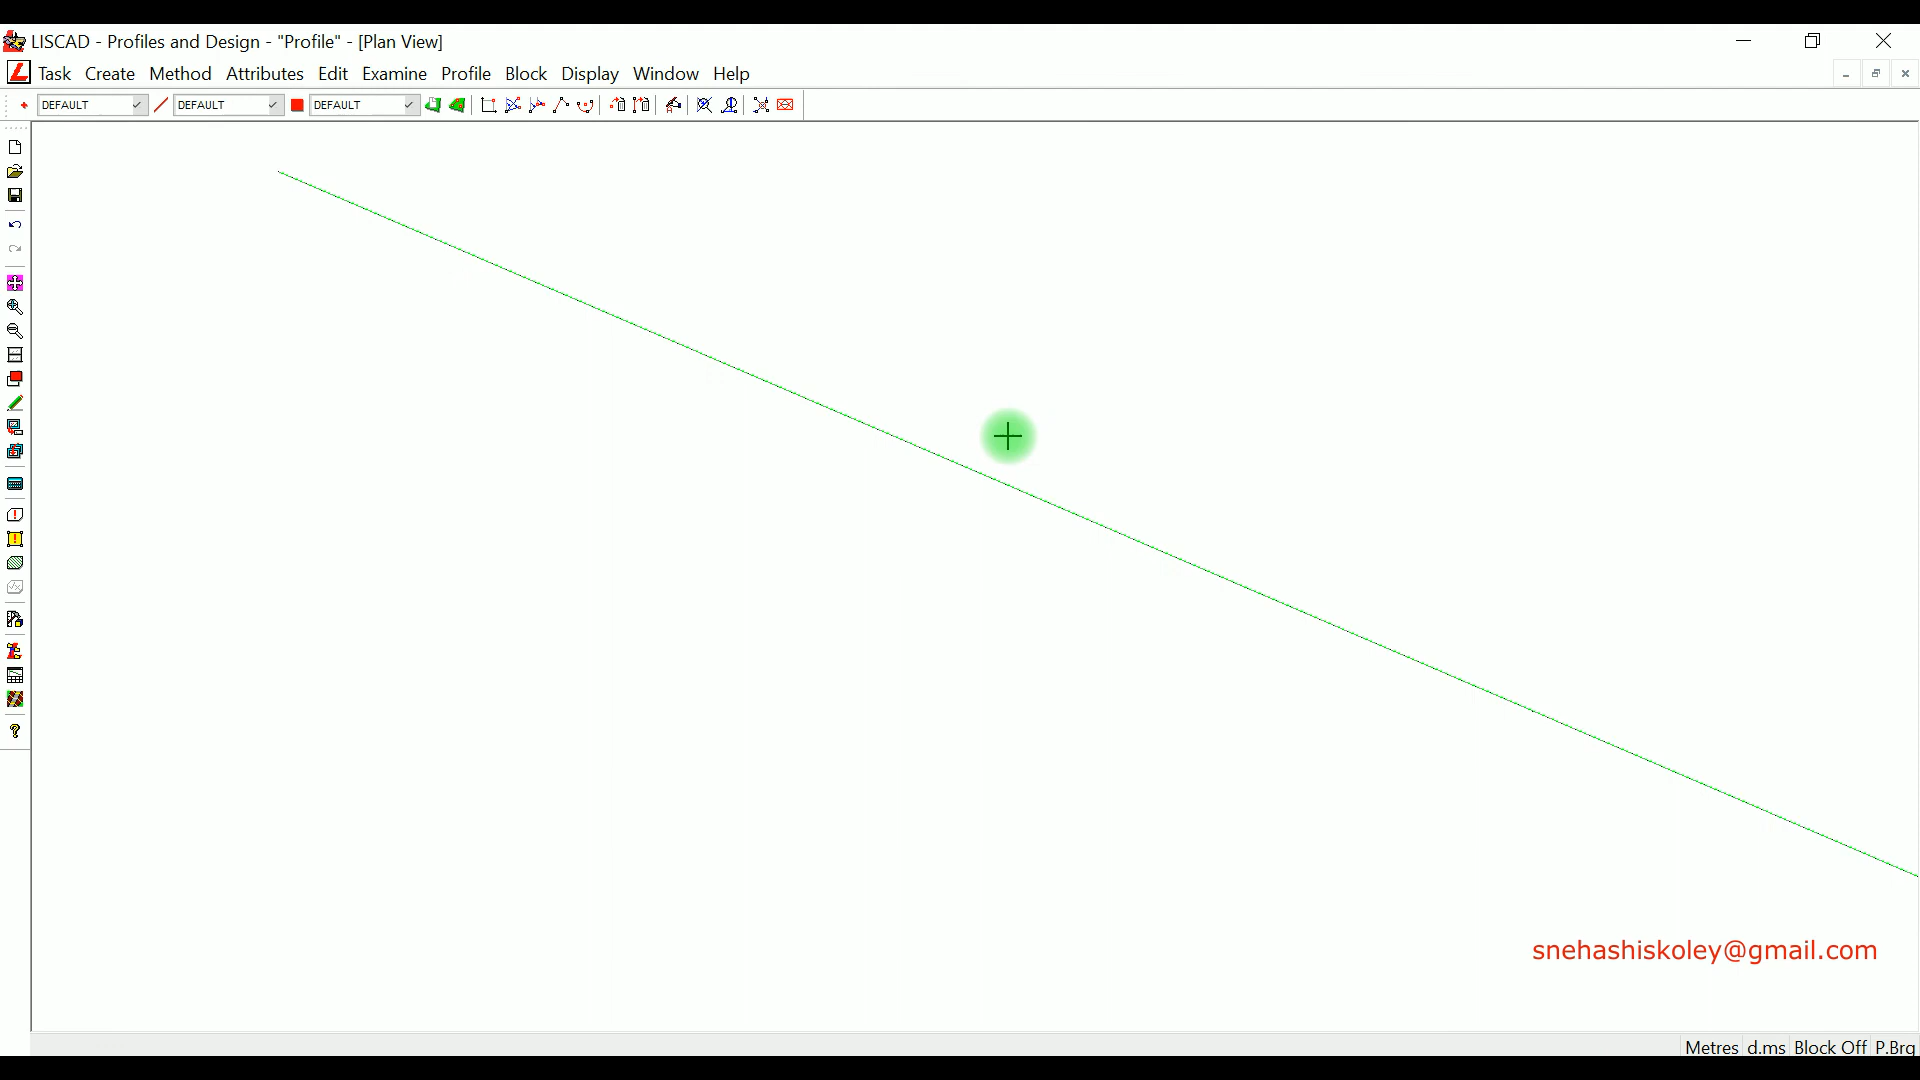 LISCAD - Profiles and Design - "Profile" - [Plan View]
Task Create Method Attributes Edit Examine Profile Block Display Window Help
DEFAULT DEFAULT DEFAULT
snehashiskoley@gmail.com
Metres d.ms Block Off P.Brg